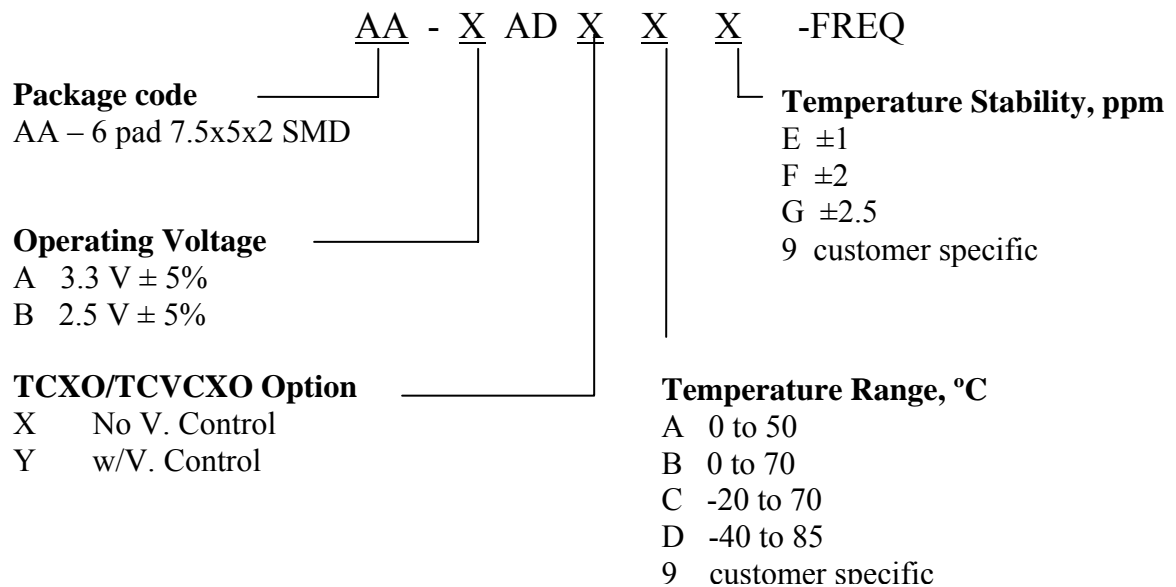 AA - X AD X X X -FREQ
Package code
AA – 6 pad 7.5x5x2 SMD
Operating Voltage
A 3.3 V ± 5%
B 2.5 V ± 5%
TCXO/TCVCXO Option
X No V. Control
Y w/V. Control
Temperature Stability, ppm
E ±1
F ±2
G ±2.5
9 customer specific
Temperature Range, ºC
A 0 to 50
B 0 to 70
C -20 to 70
D -40 to 85
9 customer specific